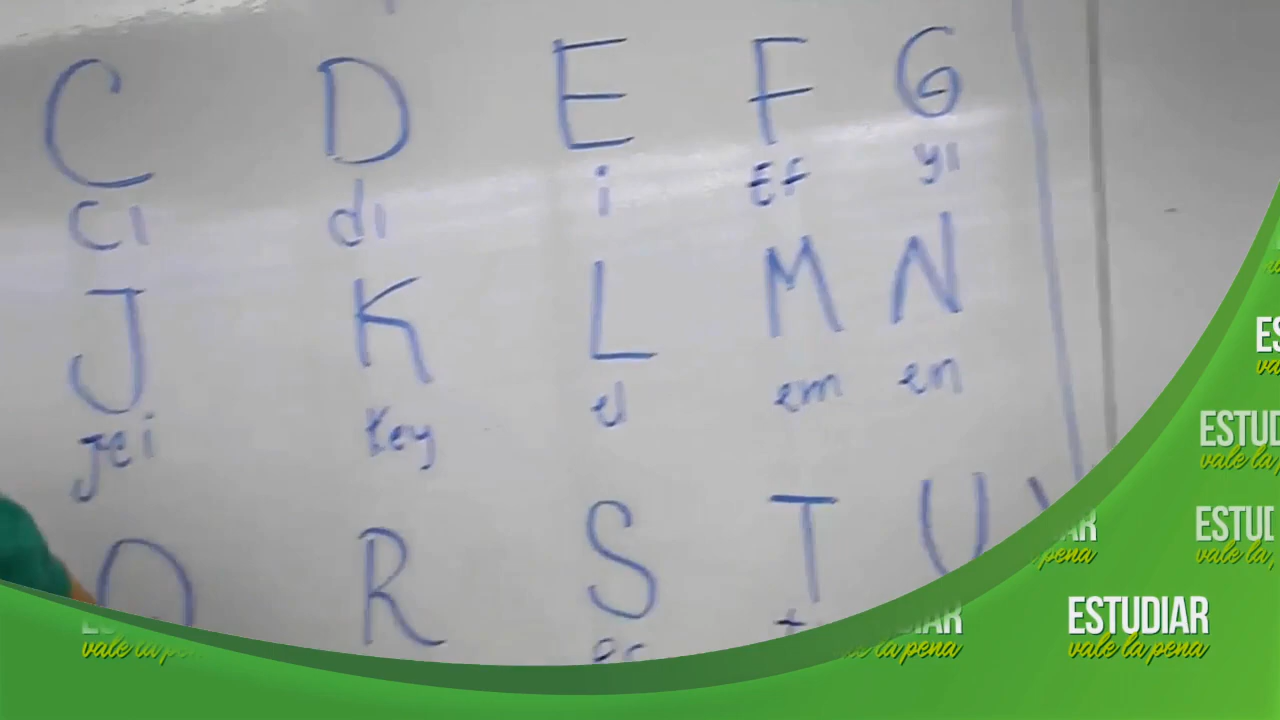 C D E F G
ci di i Ef yi
J K L M N
jei key el em en
R S T U
ESTUDIAR
vale la pena